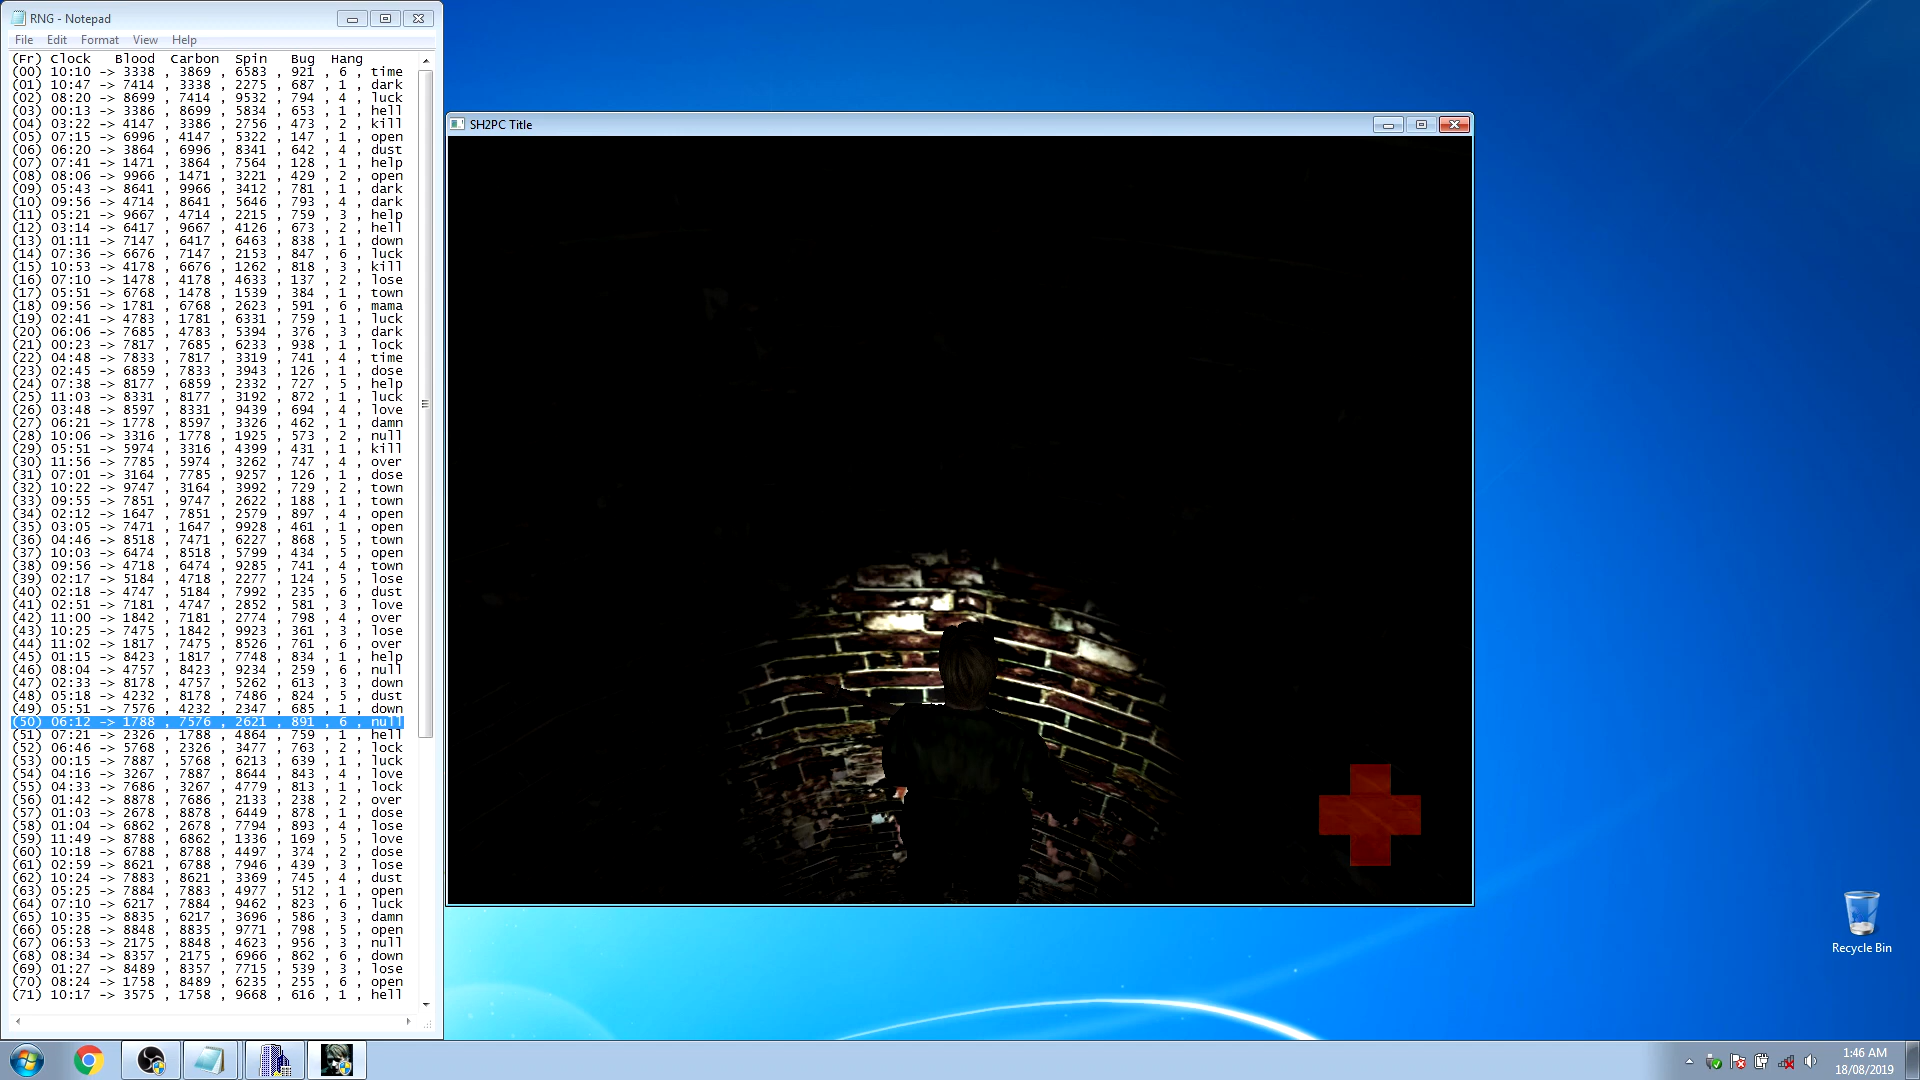 RNG - Notepad
File Edit Format View Help
(Fr) Clock Blood Carbon Spin Bug Hang
(00) 10:10 -> 3338 , 3869 , 6583 , 921 , 6 , time
(01) 10:47 -> 7414 , 3338 , 2275 , 687 , 1 , dark
(02) 08:20 -> 8699 , 7414 , 9532 , 794 , 4 , luck
(03) 00:13 -> 3386 , 8699 , 5834 , 653 , 1 , hell
(04) 03:22 -> 4147 , 3386 , 2756 , 473 , 2 , kill
(05) 07:15 -> 6996 , 4147 , 5322 , 147 , 1 , open
(06) 06:20 -> 3864 , 6996 , 8341 , 642 , 4 , dust
(07) 07:41 -> 1471 , 3864 , 7564 , 128 , 1 , help
(08) 08:06 -> 9966 , 1471 , 3221 , 429 , 2 , open
(09) 05:43 -> 8641 , 9966 , 3412 , 781 , 1 , dark
(10) 09:56 -> 4714 , 8641 , 5646 , 793 , 4 , dark
(11) 05:21 -> 9667 , 4714 , 2215 , 759 , 3 , help
(12) 03:14 -> 6417 , 9667 , 4126 , 673 , 2 , hell
(13) 01:11 -> 7147 , 6417 , 6463 , 838 , 1 , down
(14) 07:36 -> 6676 , 7147 , 2153 , 847 , 6 , luck
(15) 10:53 -> 4178 , 6676 , 1262 , 818 , 3 , kill
(16) 07:10 -> 1478 , 4178 , 4633 , 137 , 2 , lose
(17) 05:51 -> 6768 , 1478 , 1539 , 384 , 1 , town
(18) 09:56 -> 1781 , 6768 , 2623 , 591 , 6 , mama
(19) 02:41 -> 4783 , 1781 , 6331 , 759 , 1 , luck
(20) 06:06 -> 7685 , 4783 , 5394 , 376 , 3 , dark
(21) 00:23 -> 7817 , 7685 , 6233 , 938 , 1 , lock
(22) 04:48 -> 7833 , 7817 , 3319 , 741 , 4 , time
(23) 02:45 -> 6859 , 7833 , 3943 , 126 , 1 , dose
(24) 07:38 -> 8177 , 6859 , 2332 , 727 , 5 , help
(25) 11:03 -> 8331 , 8177 , 3192 , 872 , 1 , luck
(26) 03:48 -> 8597 , 8331 , 9439 , 694 , 4 , love
(27) 06:21 -> 1778 , 8597 , 3326 , 462 , 1 , damn
(28) 10:06 -> 3316 , 1778 , 1925 , 573 , 2 , null
(29) 05:51 -> 5974 , 3316 , 4399 , 431 , 1 , kill
(30) 11:56 -> 7785 , 5974 , 3262 , 747 , 4 , over
(31) 07:01 -> 3164 , 7785 , 9257 , 126 , 1 , dose
(32) 10:22 -> 9747 , 3164 , 3992 , 729 , 2 , town
(33) 09:55 -> 7851 , 9747 , 2622 , 188 , 1 , town
(34) 02:12 -> 1647 , 7851 , 2579 , 897 , 4 , open
(35) 03:05 -> 7471 , 1647 , 9928 , 461 , 1 , open
(36) 04:46 -> 8518 , 7471 , 6227 , 868 , 5 , town
(37) 10:03 -> 6474 , 8518 , 5799 , 434 , 5 , open
(38) 09:56 -> 4718 , 6474 , 9285 , 741 , 4 , town
(39) 02:17 -> 5184 , 4718 , 2277 , 124 , 5 , lose
(40) 02:18 -> 4747 , 5184 , 7992 , 235 , 6 , dust
(41) 02:51 -> 7181 , 4747 , 2852 , 581 , 3 , love
(42) 11:00 -> 1842 , 7181 , 2774 , 798 , 4 , over
(43) 10:25 -> 7475 , 1842 , 9923 , 361 , 3 , lose
(44) 11:02 -> 1817 , 7475 , 8526 , 761 , 6 , over
(45) 01:15 -> 8423 , 1817 , 7748 , 834 , 1 , help
(46) 08:04 -> 4757 , 8423 , 9234 , 259 , 6 , null
(47) 02:33 -> 8178 , 4757 , 5262 , 613 , 3 , down
(48) 05:18 -> 4232 , 8178 , 7486 , 824 , 5 , dust
(49) 05:51 -> 7576 , 4232 , 2347 , 685 , 1 , down
(50) 06:12 -> 1788 , 7576 , 2621 , 891 , 6 , null
(51) 07:21 -> 2326 , 1788 , 4864 , 759 , 1 , hell
(52) 06:46 -> 5768 , 2326 , 3477 , 763 , 2 , lock
(53) 00:15 -> 7887 , 5768 , 6213 , 639 , 1 , luck
(54) 04:16 -> 3267 , 7887 , 8644 , 843 , 4 , love
(55) 04:33 -> 7686 , 3267 , 4779 , 813 , 1 , lock
(56) 01:42 -> 8878 , 7686 , 2133 , 238 , 2 , over
(57) 01:03 -> 2678 , 8878 , 6449 , 878 , 1 , dose
(58) 01:04 -> 6862 , 2678 , 7794 , 893 , 4 , lose
(59) 11:49 -> 8788 , 6862 , 1336 , 169 , 5 , love
(60) 10:18 -> 6788 , 8788 , 4497 , 374 , 2 , dose
(61) 02:59 -> 8621 , 6788 , 7946 , 439 , 3 , lose
(62) 10:24 -> 7883 , 8621 , 3369 , 745 , 4 , dust
(63) 05:25 -> 7884 , 7883 , 4977 , 512 , 1 , open
(64) 07:10 -> 6217 , 7884 , 9462 , 823 , 6 , luck
(65) 10:35 -> 8835 , 6217 , 3696 , 586 , 3 , damn
(66) 05:28 -> 8848 , 8835 , 9771 , 798 , 5 , open
(67) 06:53 -> 2175 , 8848 , 4623 , 956 , 3 , null
(68) 08:34 -> 8357 , 2175 , 6966 , 862 , 6 , down
(69) 01:27 -> 8489 , 8357 , 7715 , 539 , 3 , lose
(70) 08:24 -> 1758 , 8489 , 6235 , 255 , 6 , open
(71) 10:17 -> 3575 , 1758 , 9668 , 616 , 1 , hell
SH2PC Title
Recycle Bin
1:46 AM
18/08/2019